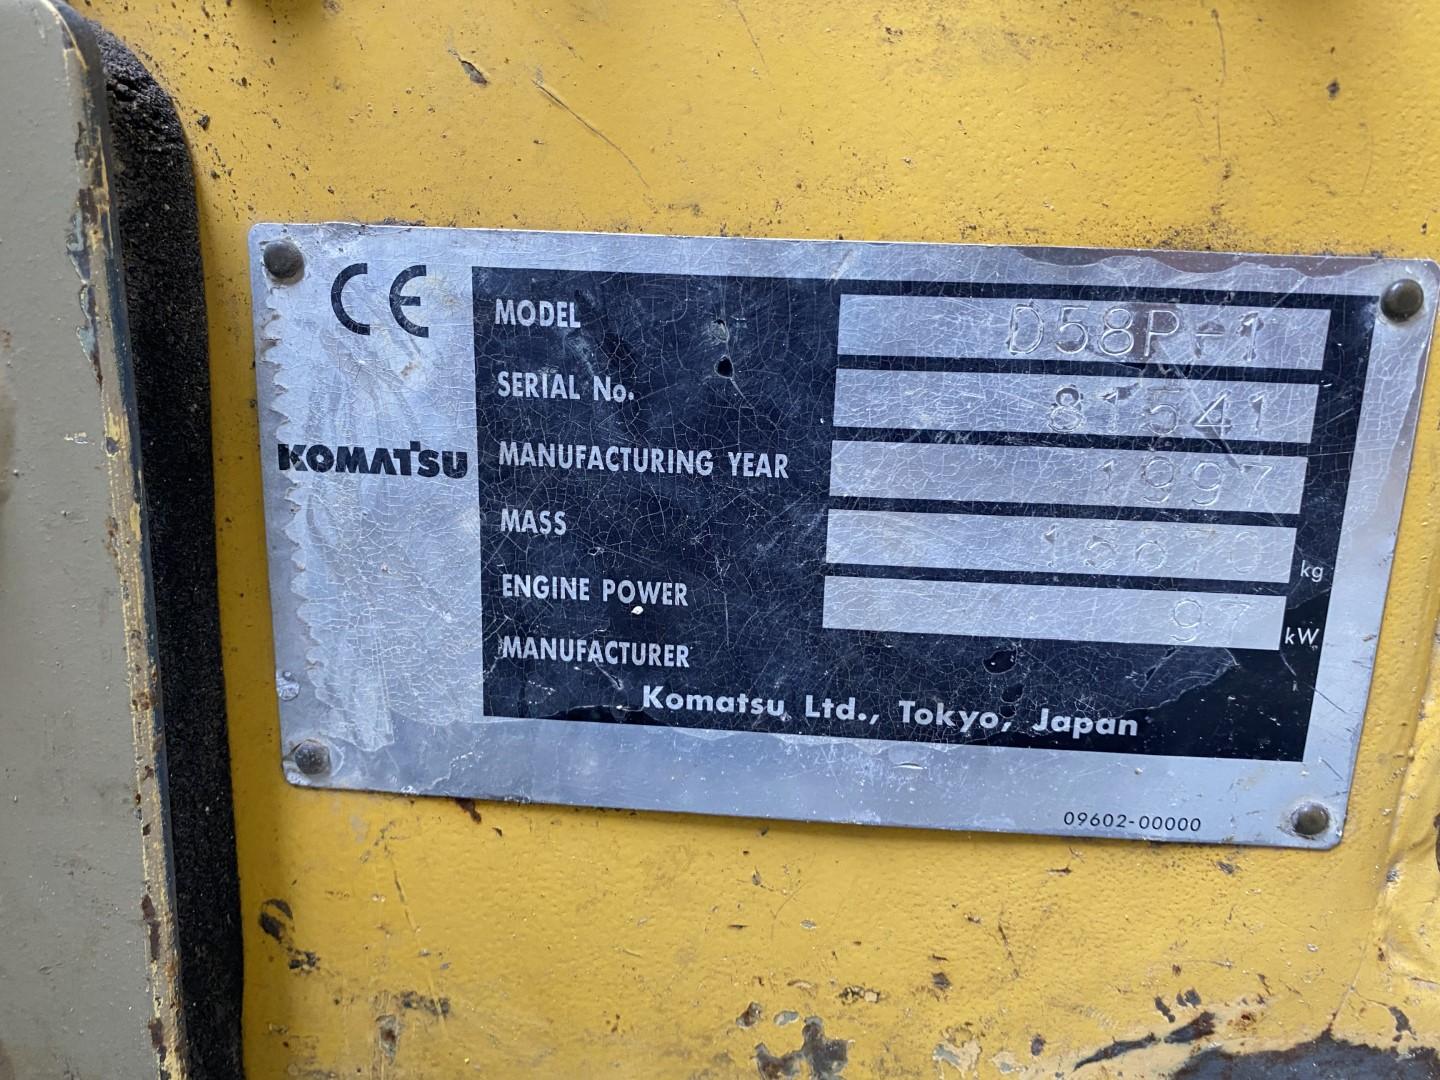 CE
KOMATSU
MODEL D58P-1
SERIAL No. 81541
MANUFACTURING YEAR 1997
MASS kg
ENGINE POWER 97 kW
MANUFACTURER
Komatsu Ltd., Tokyo, Japan
09602-00000